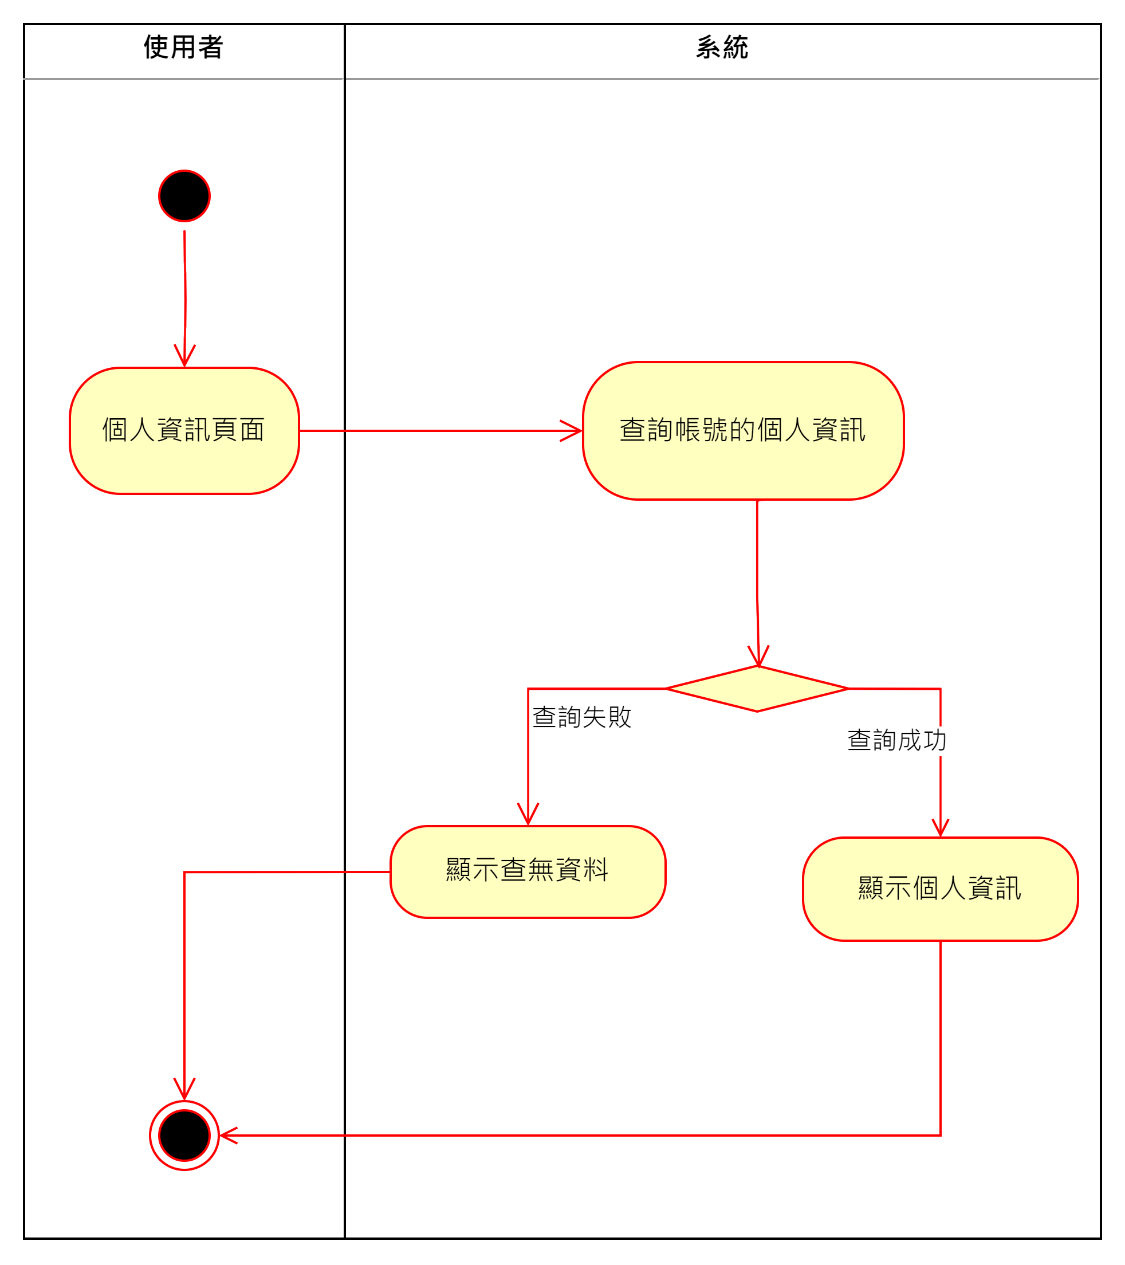 使用者
系統
個人資訊頁面
查詢帳號的個人資訊
查詢失敗
查詢成功
顯示查無資料
顯示個人資訊